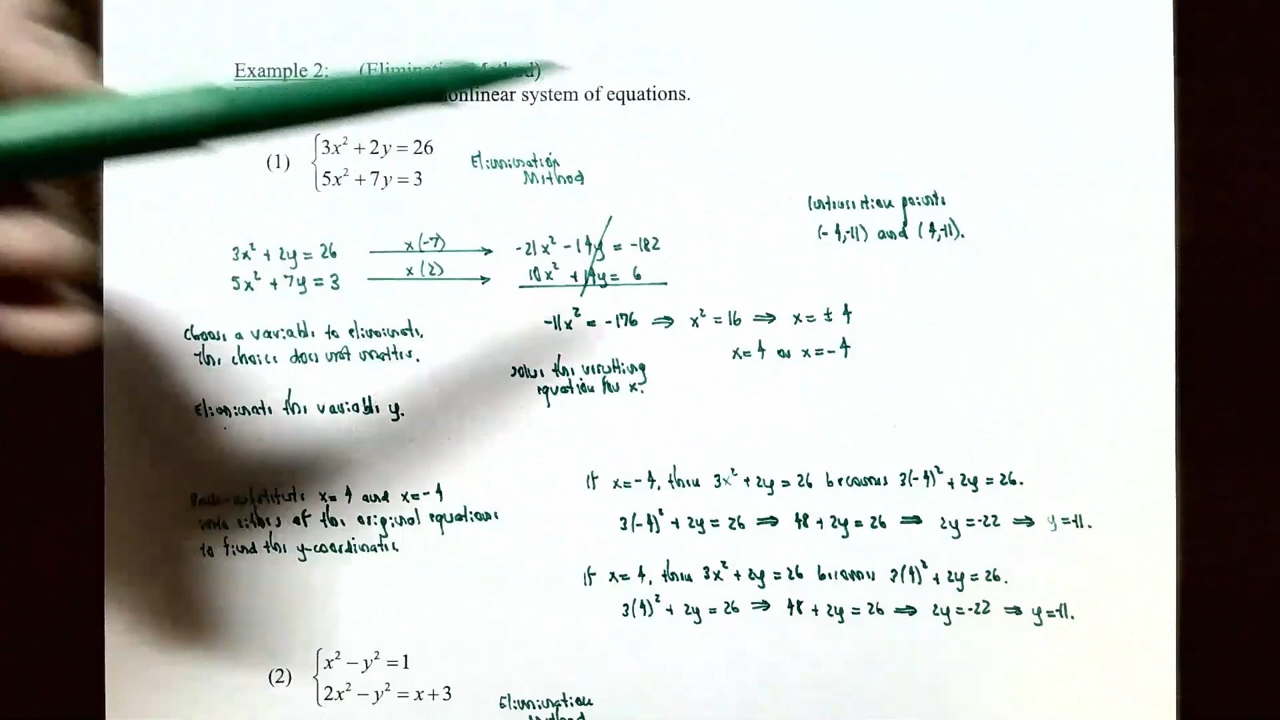 Example 2: (Elimination Method)
onlinear system of equations.
(1) {3x² + 2y = 26
5x² + 7y = 3
Elimination
Method
Intersection points
(-4,-11) and (4,-11).
3x² + 2y = 26 x(-7) -21x² - 14y = -182
5x² + 7y = 3 x(2) 10x² + 14y = 6
-11x² = -176 ⇒ x² = 16 ⇒ x = ± 4
x = 4 or x = -4
Choose a variable to eliminate.
The choice does not matter.
Solve the resulting
equation for x.
Eliminate the variable y.
x = 4 and x = -4
either of the original equations
to find the y-coordinate.
If x = -4, then 3x² + 2y = 26 becomes 3(-4)² + 2y = 26.
3(-4)² + 2y = 26 ⇒ 48 + 2y = 26 ⇒ 2y = -22 ⇒ y = -11.
If x = 4, then 3x² + 2y = 26 becomes 3(4)² + 2y = 26.
3(4)² + 2y = 26 ⇒ 48 + 2y = 26 ⇒ 2y = -22 ⇒ y = -11.
(2) {x² - y² = 1
2x² - y² = x + 3
Elimination
Method